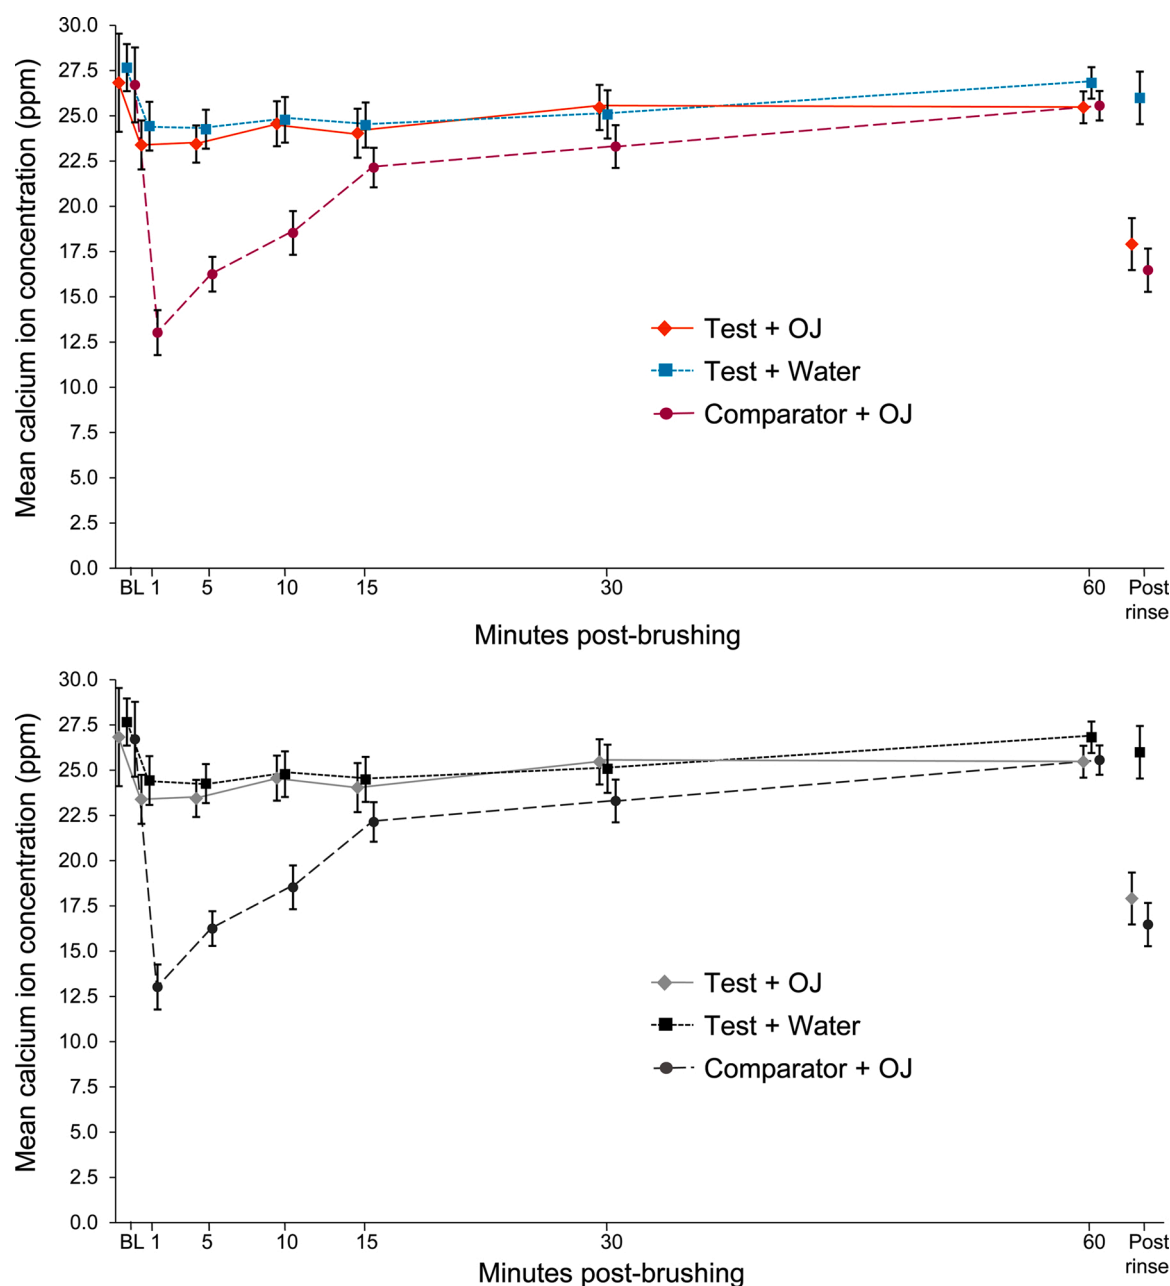 Mean calcium ion concentration (ppm)
30.0
27.5
25.0
22.5
20.0
17.5
15.0
12.5
10.0
7.5
5.0
2.5
0.0
Test + OJ
Test + Water
Comparator + OJ
BL 1 5 10 15 30 60 Post
rinse
Minutes post-brushing
Mean calcium ion concentration (ppm)
30.0
27.5
25.0
22.5
20.0
17.5
15.0
12.5
10.0
7.5
5.0
2.5
0.0
Test + OJ
Test + Water
Comparator + OJ
BL 1 5 10 15 30 60 Post
rinse
Minutes post-brushing